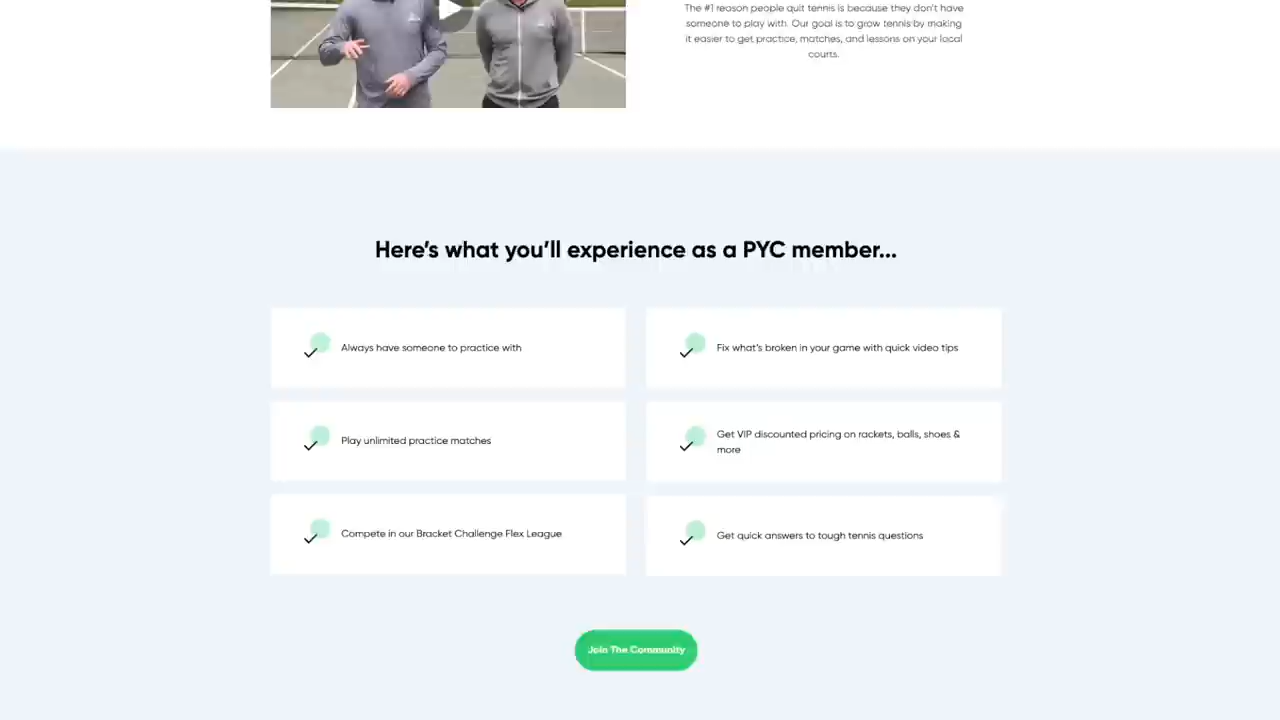 The #1 reason people quit tennis is because they don't have
someone to play with. Our goal is to grow tennis by making
it easier to get practice, matches, and lessons on your local
courts.
Here's what you'll experience as a PYC member...
Always have someone to practice with
Fix what's broken in your game with quick video tips
Play unlimited practice matches
Get VIP discounted pricing on rackets, balls, shoes &
more
Compete in our Bracket Challenge Flex League
Get quick answers to tough tennis questions
Join The Community